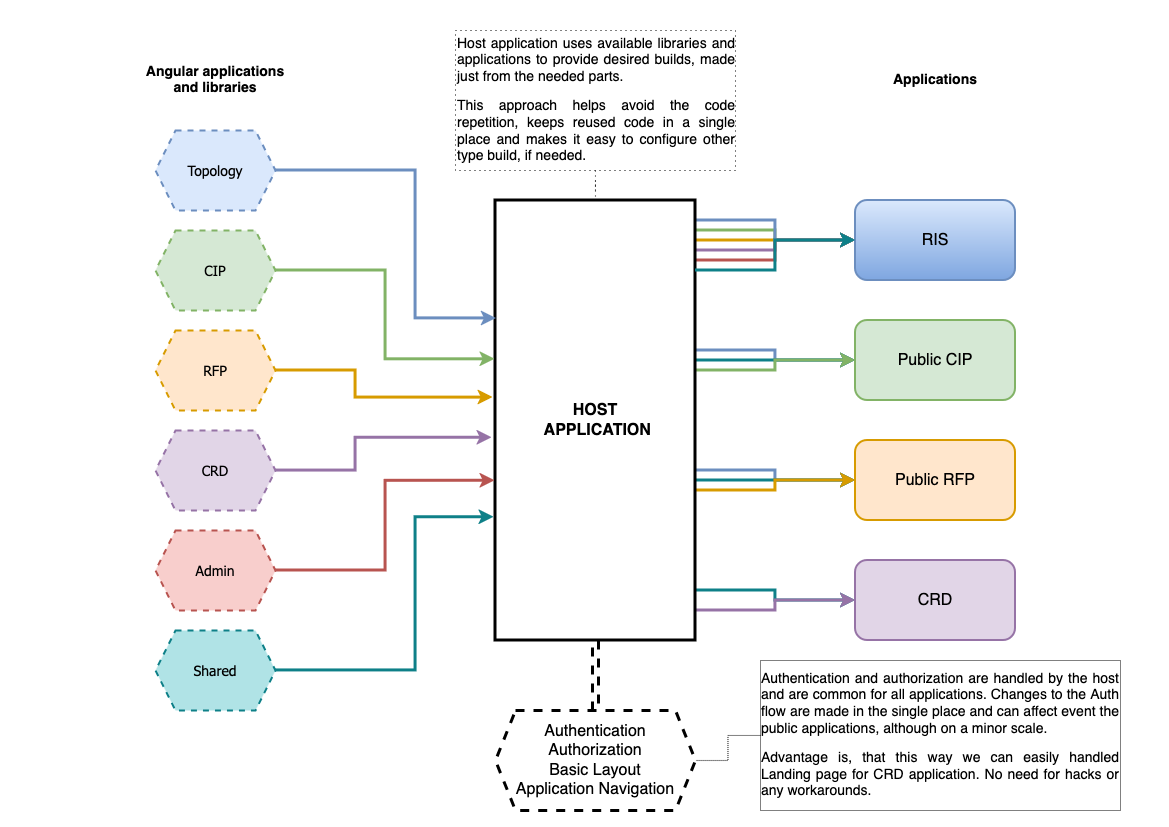 Host application uses available libraries and
applications to provide desired builds, made
just from the needed parts.
This approach helps avoid the code
repetition, keeps reused code in a single
place and makes it easy to configure other
type build, if needed.
Angular applications
and libraries
Applications
Topology
CIP
RFP
CRD
Admin
Shared
HOST
APPLICATION
RIS
Public CIP
Public RFP
CRD
Authentication
Authorization
Basic Layout
Application Navigation
Authentication and authorization are handled by the host
and are common for all applications. Changes to the Auth
flow are made in the single place and can affect event the
public applications, although on a minor scale.
Advantage is, that this way we can easily handled
Landing page for CRD application. No need for hacks or
any workarounds.